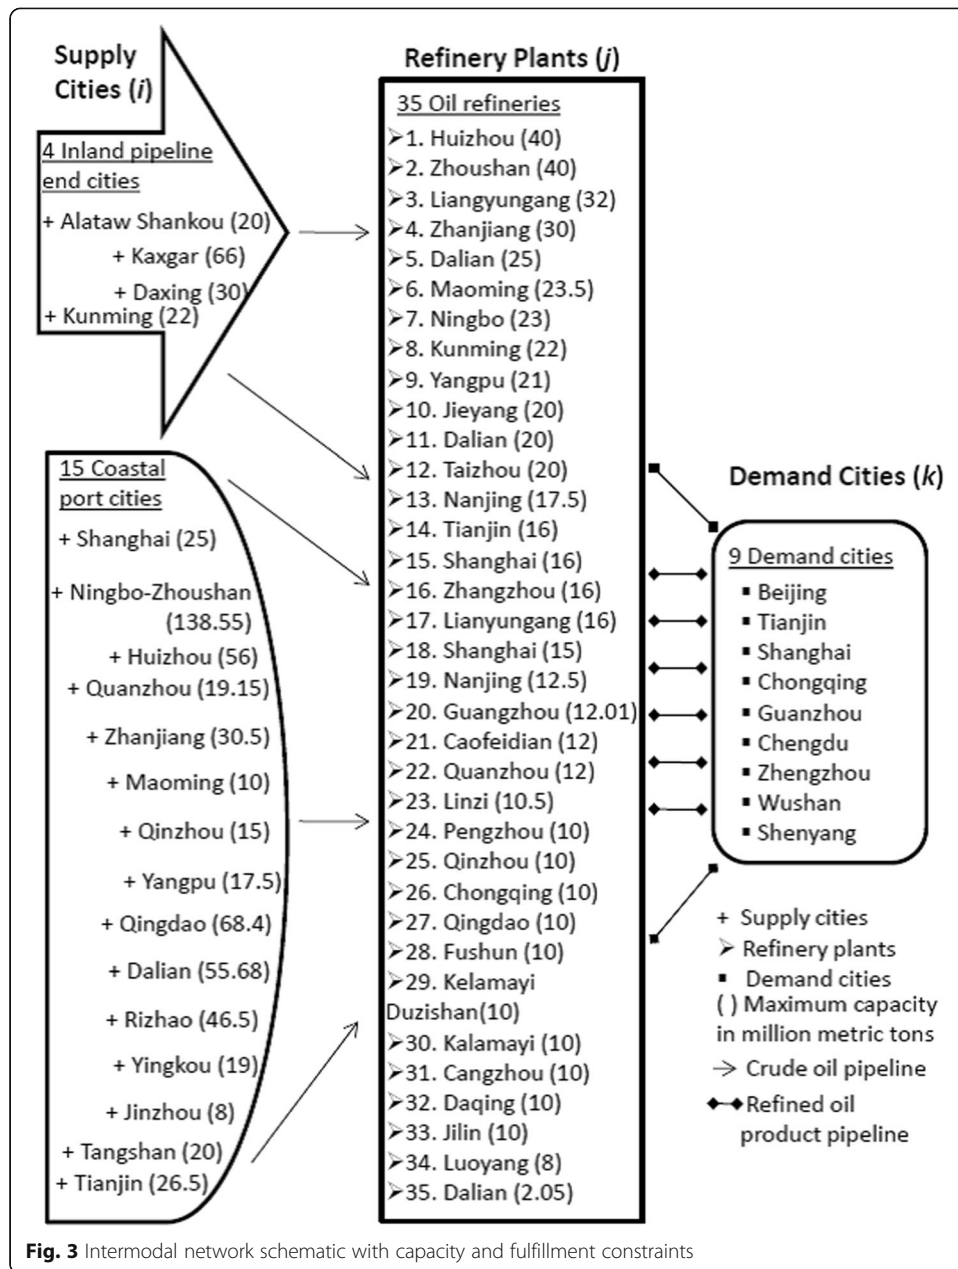 Supply
Cities (i)
4 Inland pipeline
end cities
+ Alataw Shankou (20)
+ Kaxgar (66)
+ Daxing (30)
+ Kunming (22)
15 Coastal
port cities
+ Shanghai (25)
+ Ningbo-Zhoushan
(138.55)
+ Huizhou (56)
+ Quanzhou (19.15)
+ Zhanjiang (30.5)
+ Maoming (10)
+ Qinzhou (15)
+ Yangpu (17.5)
+ Qingdao (68.4)
+ Dalian (55.68)
+ Rizhao (46.5)
+ Yingkou (19)
+ Jinzhou (8)
+ Tangshan (20)
+ Tianjin (26.5)
Refinery Plants (j)
35 Oil refineries
➢1. Huizhou (40)
➢2. Zhoushan (40)
➢3. Liangyungang (32)
➢4. Zhanjiang (30)
➢5. Dalian (25)
➢6. Maoming (23.5)
➢7. Ningbo (23)
➢8. Kunming (22)
➢9. Yangpu (21)
➢10. Jieyang (20)
➢11. Dalian (20)
➢12. Taizhou (20)
➢13. Nanjing (17.5)
➢14. Tianjin (16)
➢15. Shanghai (16)
➢16. Zhangzhou (16)
➢17. Lianyungang (16)
➢18. Shanghai (15)
➢19. Nanjing (12.5)
➢20. Guangzhou (12.01)
➢21. Caofeidian (12)
➢22. Quanzhou (12)
➢23. Linzi (10.5)
➢24. Pengzhou (10)
➢25. Qinzhou (10)
➢26. Chongqing (10)
➢27. Qingdao (10)
➢28. Fushun (10)
➢29. Kelamayi
Duzishan(10)
➢30. Kalamayi (10)
➢31. Cangzhou (10)
➢32. Daqing (10)
➢33. Jilin (10)
➢34. Luoyang (8)
➢35. Dalian (2.05)
Demand Cities (k)
9 Demand cities
▪ Beijing
▪ Tianjin
▪ Shanghai
▪ Chongqing
▪ Guanzhou
▪ Chengdu
▪ Zhengzhou
▪ Wushan
▪ Shenyang
+ Supply cities
➢ Refinery plants
▪ Demand cities
( ) Maximum capacity
in million metric tons
→ Crude oil pipeline
◆–◆ Refined oil
product pipeline
Fig. 3 Intermodal network schematic with capacity and fulfillment constraints